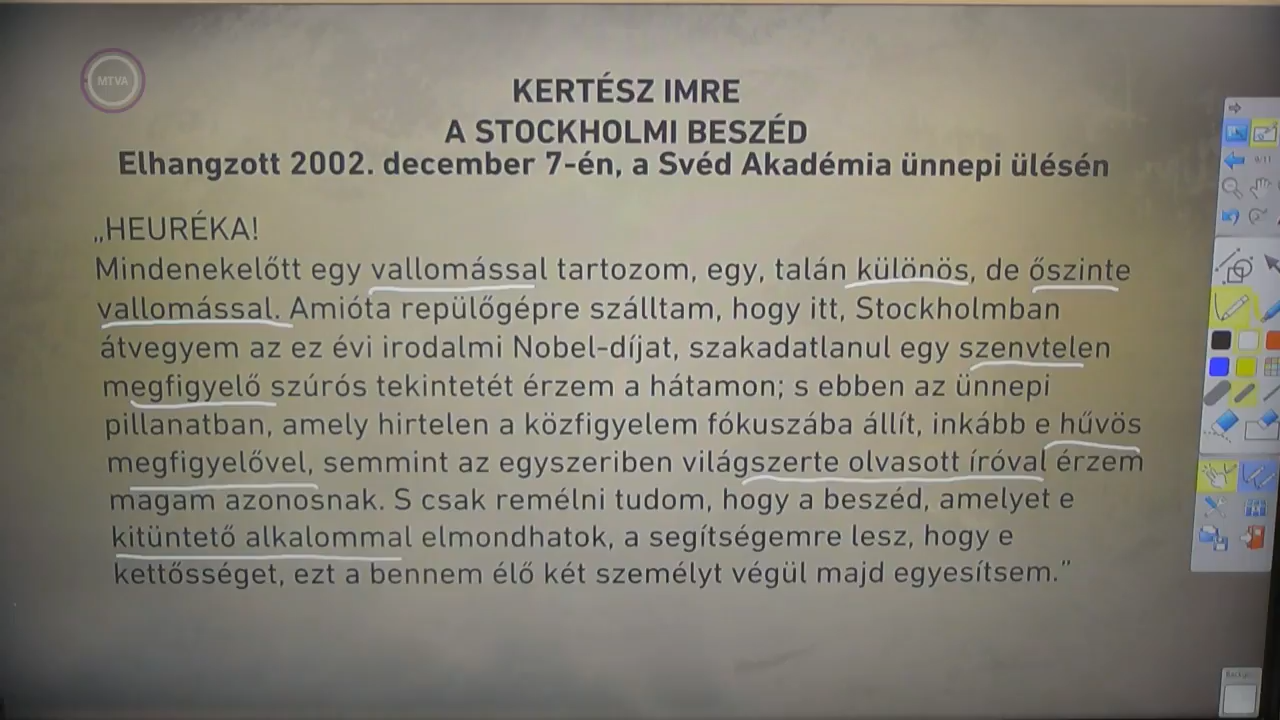 MTVA
KERTÉSZ IMRE
A STOCKHOLMI BESZÉD
Elhangzott 2002. december 7-én, a Svéd Akadémia ünnepi ülésén
„HEURÉKA!
Mindenekelőtt egy vallomással tartozom, egy, talán különös, de őszinte
vallomással. Amióta repülőgépre szálltam, hogy itt, Stockholmban
átvegyem az ez évi irodalmi Nobel-díjat, szakadatlanul egy szenvtelen
megfigyelő szúrós tekintetét érzem a hátamon; s ebben az ünnepi
pillanatban, amely hirtelen a közfigyelem fókuszába állít, inkább e hűvös
megfigyelővel, semmint az egyszeriben világszerte olvasott íróval érzem
magam azonosnak. S csak remélni tudom, hogy a beszéd, amelyet e
kitüntető alkalommal elmondhatok, a segítségemre lesz, hogy e
kettősséget, ezt a bennem élő két személyt végül majd egyesítsem.”